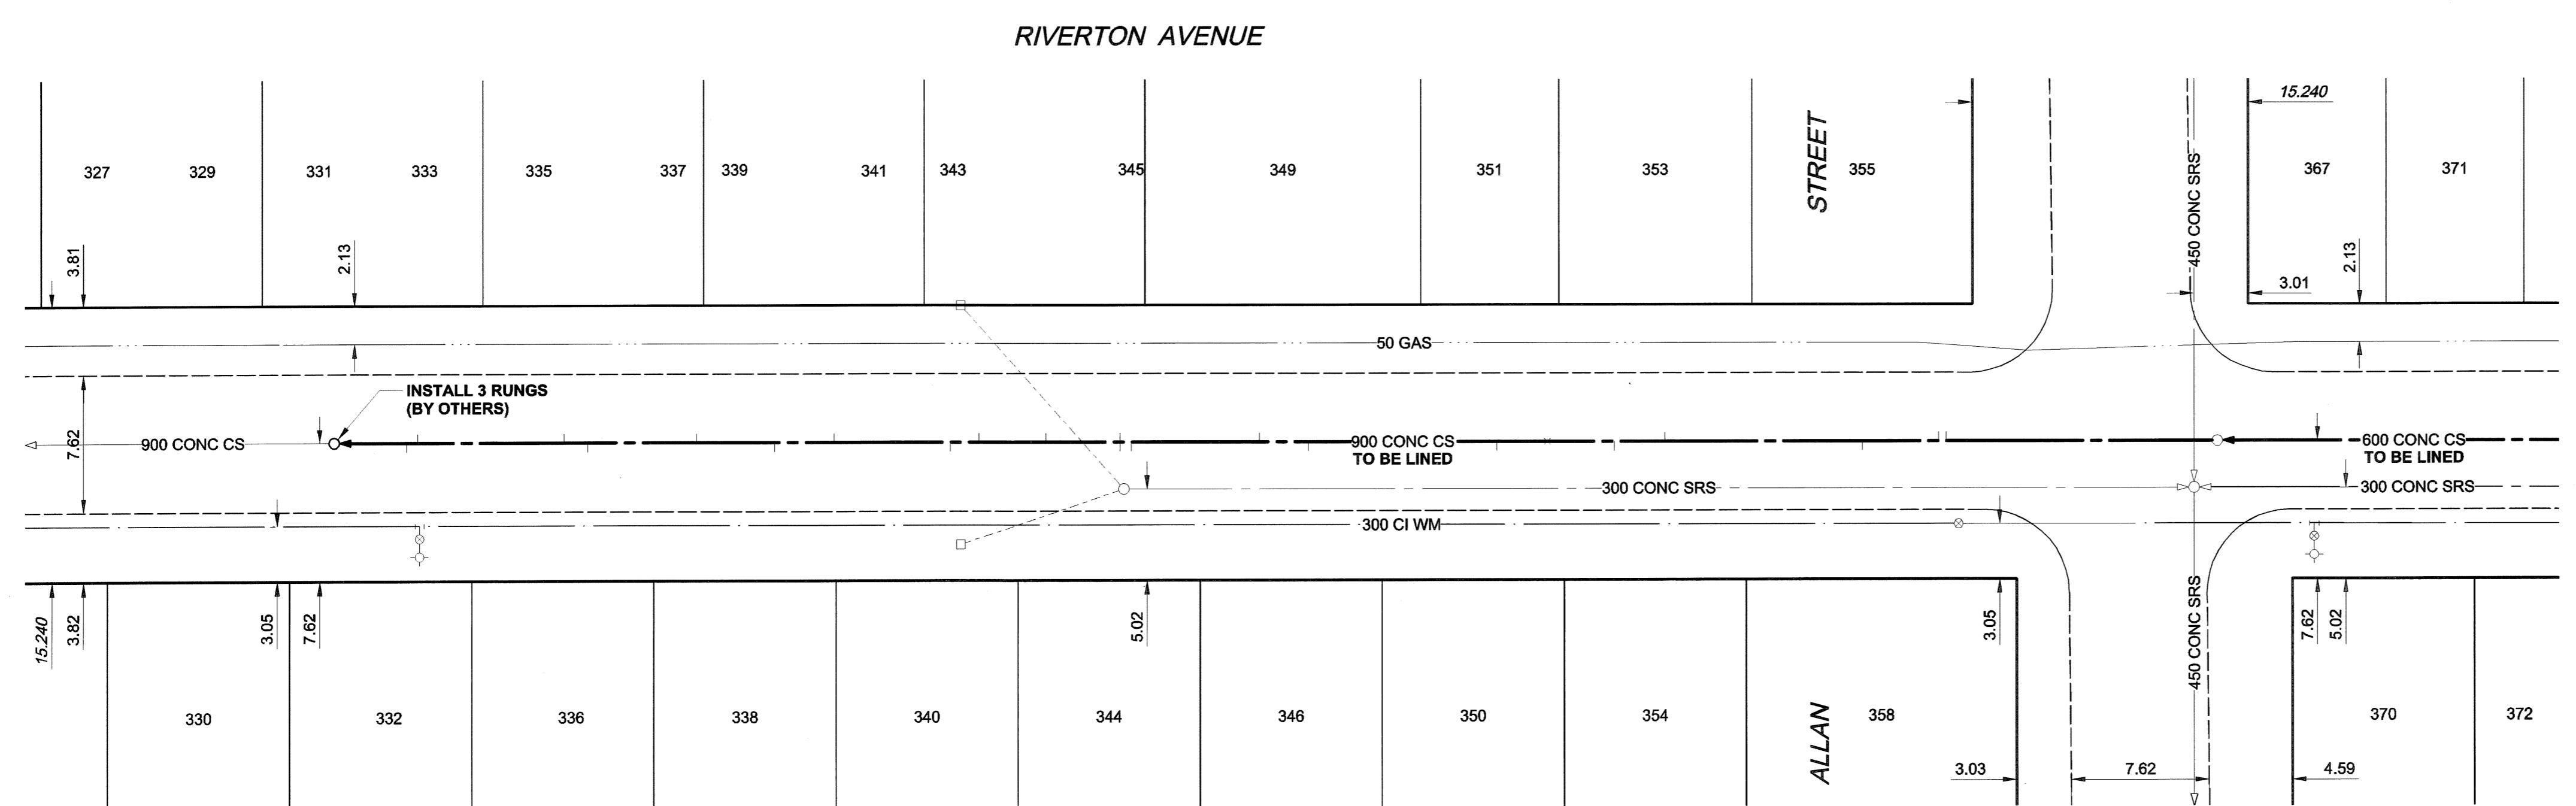 RIVERTON AVENUE
15.240
327 329 331 333 335 337 339 341 343 345 349 351 353 STREET 355 450 CONC SRS 367 371
3.81 2.13 2.13
3.01
50 GAS
INSTALL 3 RUNGS
(BY OTHERS)
7.62 900 CONC CS 900 CONC CS 600 CONC CS
TO BE LINED TO BE LINED
300 CONC SRS 300 CONC SRS
300 CI WM
15.240 3.82 3.05 7.62 5.02 3.05 450 CONC SRS 7.62 5.02
330 332 336 338 340 344 346 350 354 ALLAN 358 370 372
3.03 7.62 4.59